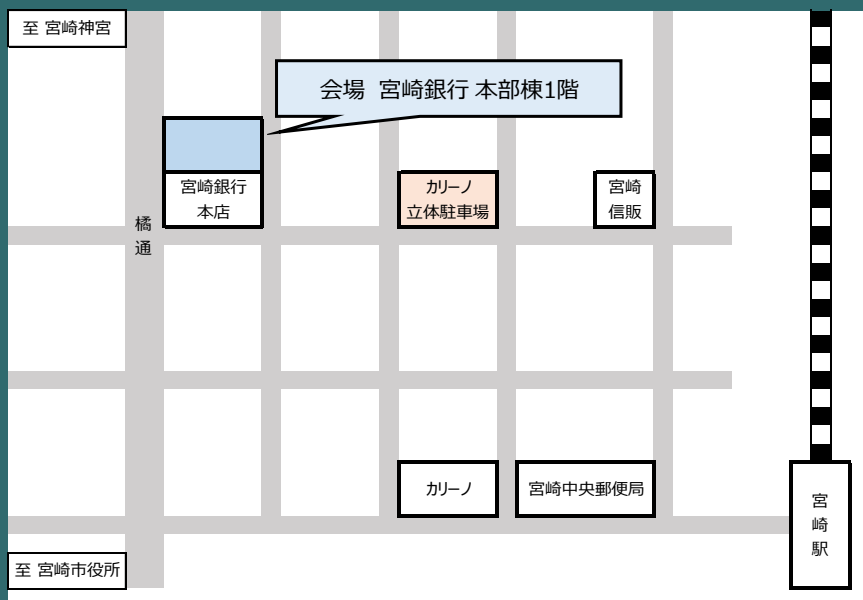 至 宮崎神宮
会場 宮崎銀行 本部棟1階
宮崎銀行
本店
カリーノ
立体駐車場
宮崎
信販
橘
通
カリーノ
宮崎中央郵便局
宮
崎
駅
至 宮崎市役所